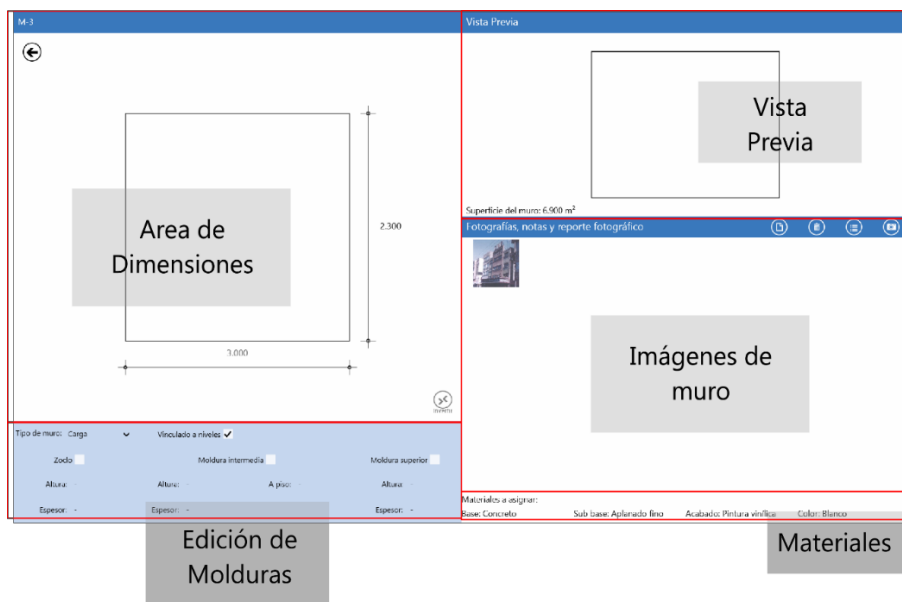 M-3
Area de
Dimensiones
2.300
3.000
Invertir
Tipo de muro: Carga
Vinculado a niveles
Zoclo
Moldura intermedia
Moldura superior
Altura: -
Altura: -
A piso: -
Altura: -
Espesor: -
Espesor: -
Espesor: -
Edición de
Molduras
Vista Previa
Vista
Previa
Superficie del muro: 6.900 m²
Fotografías, notas y reporte fotográfico
Imágenes de
muro
Materiales a asignar:
Base: Concreto
Sub base: Aplanado fino
Acabado: Pintura vinílica
Color: Blanco
Materiales